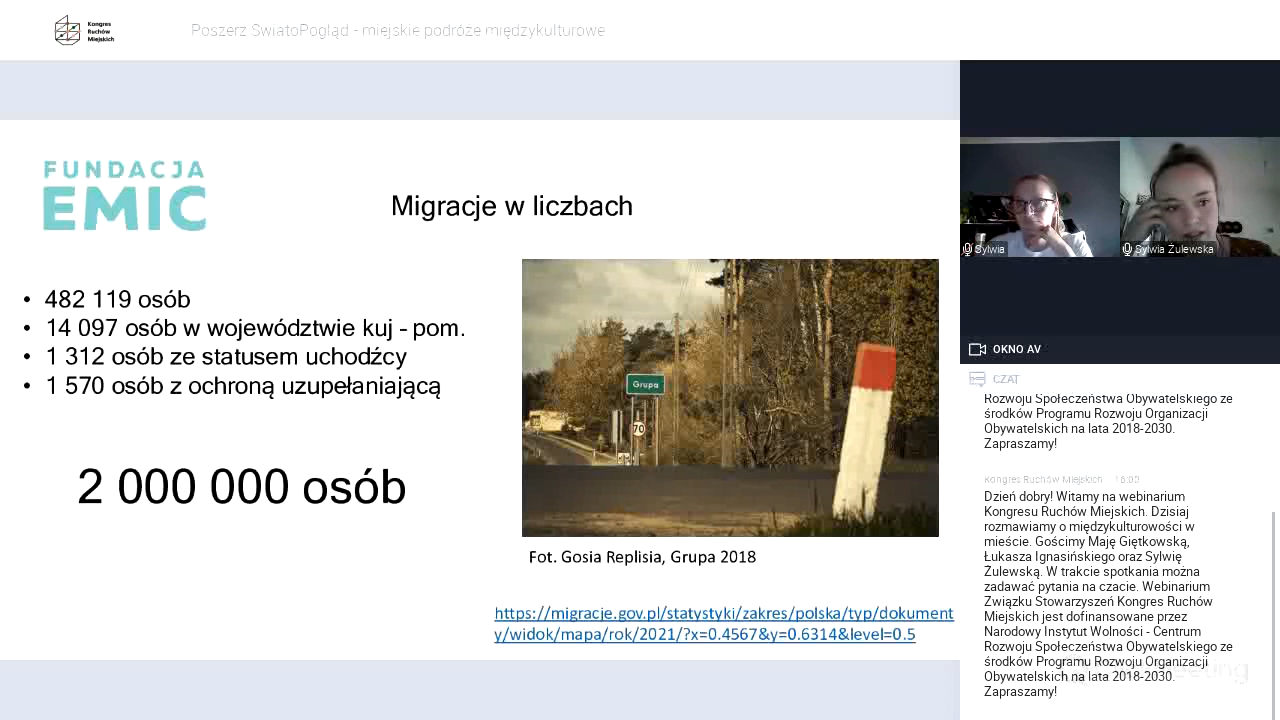 Kongres
Ruchów
Miejskich
Poszerz SwiatoPogląd - miejskie podróże międzykulturowe
FUNDACJA
EMIC
Migracje w liczbach
• 482 119 osób
• 14 097 osób w województwie kuj - pom.
• 1 312 osób ze statusem uchodźcy
• 1 570 osób z ochroną uzupełaniającą
2 000 000 osób
Grupa
70
Fot. Gosia Replisia, Grupa 2018
https://migracje.gov.pl/statystyki/zakres/polska/typ/dokument
y/widok/mapa/rok/2021/?x=0.4567&y=0.6314&level=0.5
Sylwia
Sylwia Żulewska
OKNO AV
CZAT
Rozwoju Społeczeństwa Obywatelskiego ze
środków Programu Rozwoju Organizacji
Obywatelskich na lata 2018-2030.
Zapraszamy!
Kongres Ruchów Miejskich 16:00
Dzień dobry! Witamy na webinarium
Kongresu Ruchów Miejskich. Dzisiaj
rozmawiamy o międzykulturowości w
mieście. Gościmy Maję Giętkowską,
Łukasza Ignasińskiego oraz Sylwię
Żulewską. W trakcie spotkania można
zadawać pytania na czacie. Webinarium
Związku Stowarzyszeń Kongres Ruchów
Miejskich jest dofinansowane przez
Narodowy Instytut Wolności - Centrum
Rozwoju Społeczeństwa Obywatelskiego ze
środków Programu Rozwoju Organizacji
Obywatelskich na lata 2018-2030.
Zapraszamy!